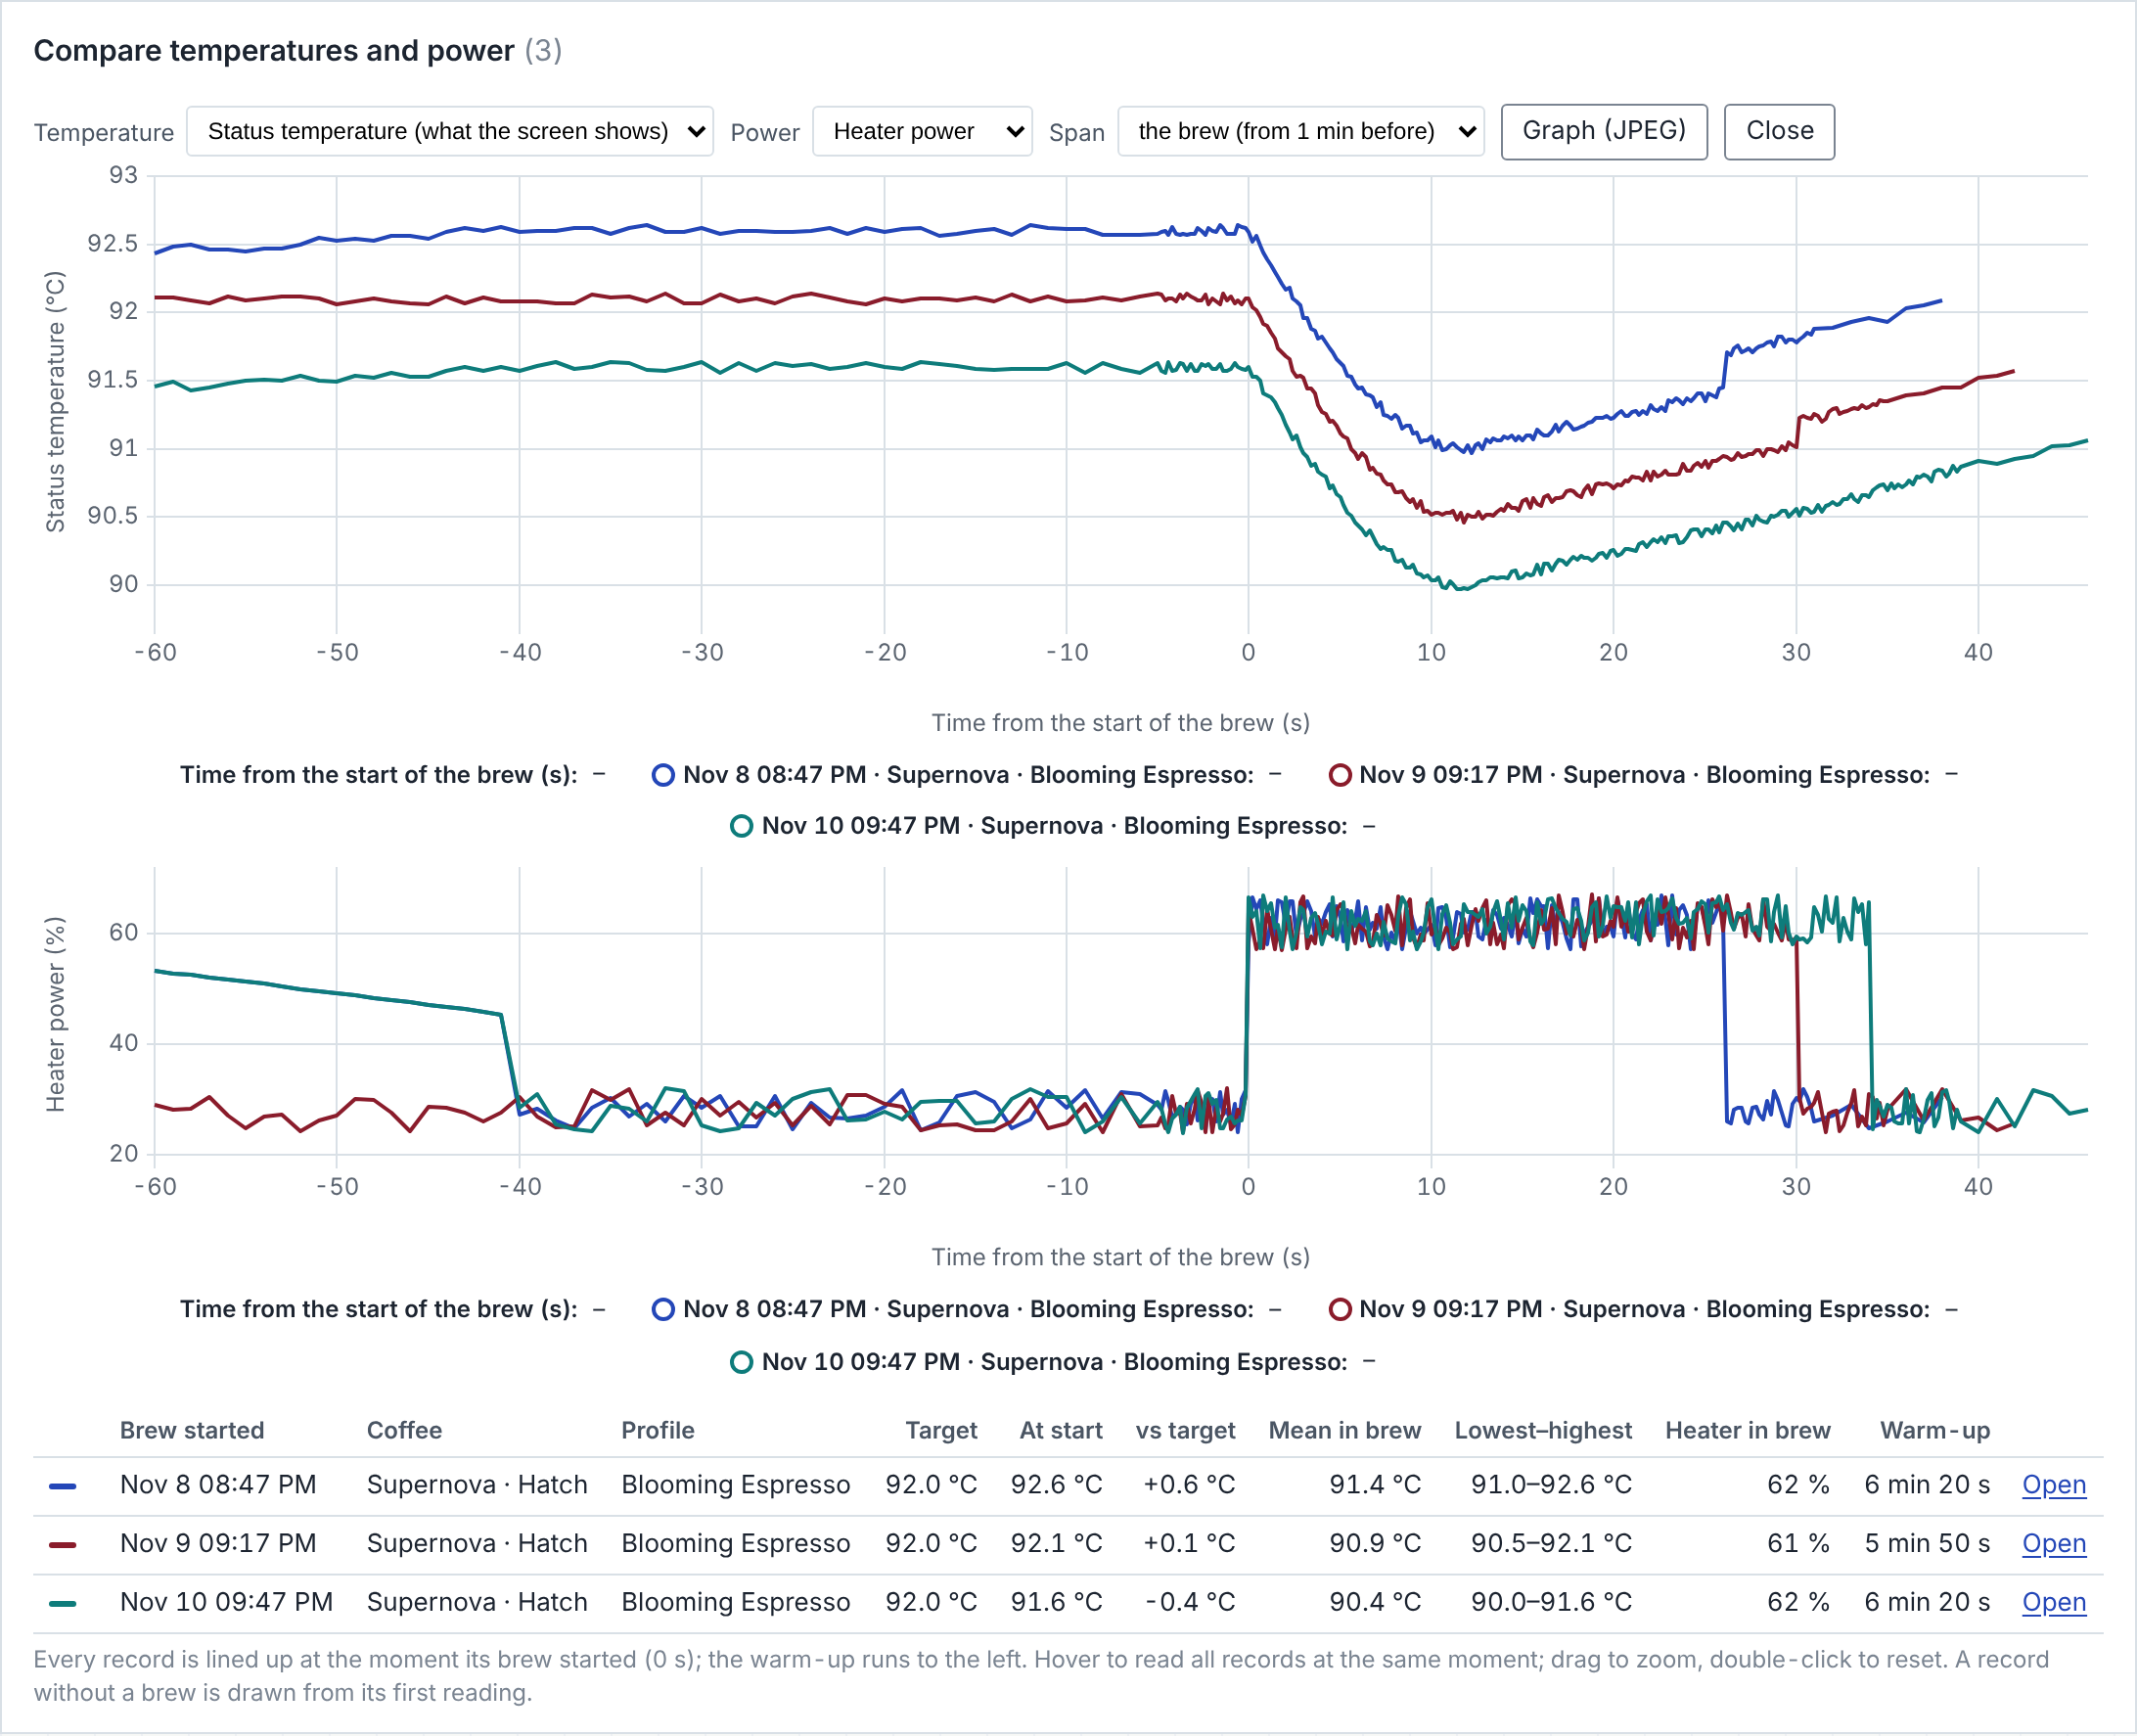 Compare temperatures and power (3)
Temperature Status temperature (what the screen shows) Power Heater power Span the brew (from 1 min before) Graph (JPEG) Close
93
92.5
92
91.5
91
90.5
90
Status temperature (°C)
-60 -50 -40 -30 -20 -10 0 10 20 30 40
Time from the start of the brew (s)
Time from the start of the brew (s): – Nov 8 08:47 PM · Supernova · Blooming Espresso: – Nov 9 09:17 PM · Supernova · Blooming Espresso: –
Nov 10 09:47 PM · Supernova · Blooming Espresso: –
60
40
20
Heater power (%)
-60 -50 -40 -30 -20 -10 0 10 20 30 40
Time from the start of the brew (s)
Time from the start of the brew (s): – Nov 8 08:47 PM · Supernova · Blooming Espresso: – Nov 9 09:17 PM · Supernova · Blooming Espresso: –
Nov 10 09:47 PM · Supernova · Blooming Espresso: –
Brew started Coffee Profile Target At start vs target Mean in brew Lowest–highest Heater in brew Warm-up
Nov 8 08:47 PM Supernova · Hatch Blooming Espresso 92.0 °C 92.6 °C +0.6 °C 91.4 °C 91.0–92.6 °C 62 % 6 min 20 s Open
Nov 9 09:17 PM Supernova · Hatch Blooming Espresso 92.0 °C 92.1 °C +0.1 °C 90.9 °C 90.5–92.1 °C 61 % 5 min 50 s Open
Nov 10 09:47 PM Supernova · Hatch Blooming Espresso 92.0 °C 91.6 °C -0.4 °C 90.4 °C 90.0–91.6 °C 62 % 6 min 20 s Open
Every record is lined up at the moment its brew started (0 s); the warm-up runs to the left. Hover to read all records at the same moment; drag to zoom, double-click to reset. A record
without a brew is drawn from its first reading.